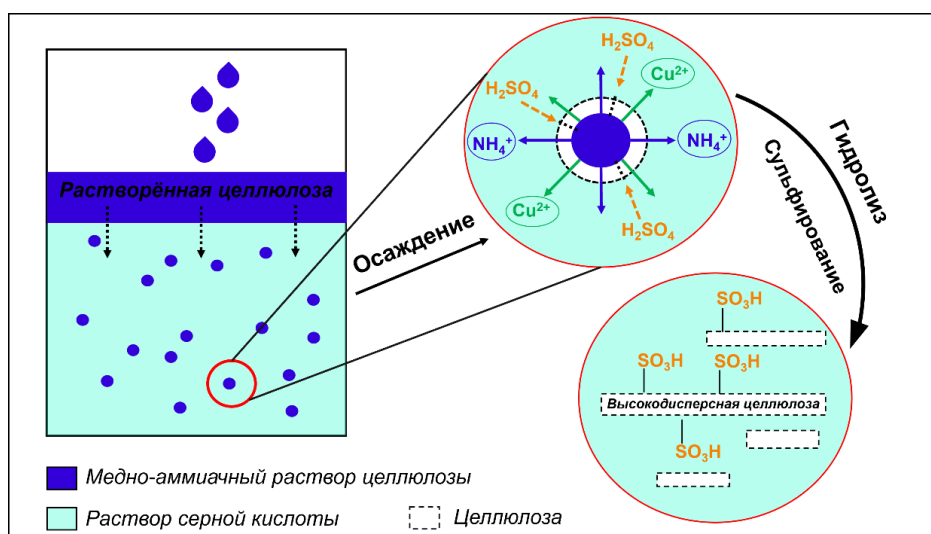 Растворённая целлюлоза
Осаждение
H₂SO₄
H₂SO₄
Cu²⁺
NH₄⁺
NH₄⁺
Cu²⁺
H₂SO₄
Гидролиз
Сульфирование
SO₃H
SO₃H
SO₃H
Высокодисперсная целлюлоза
SO₃H
Медно-аммиачный раствор целлюлозы
Раствор серной кислоты
Целлюлоза